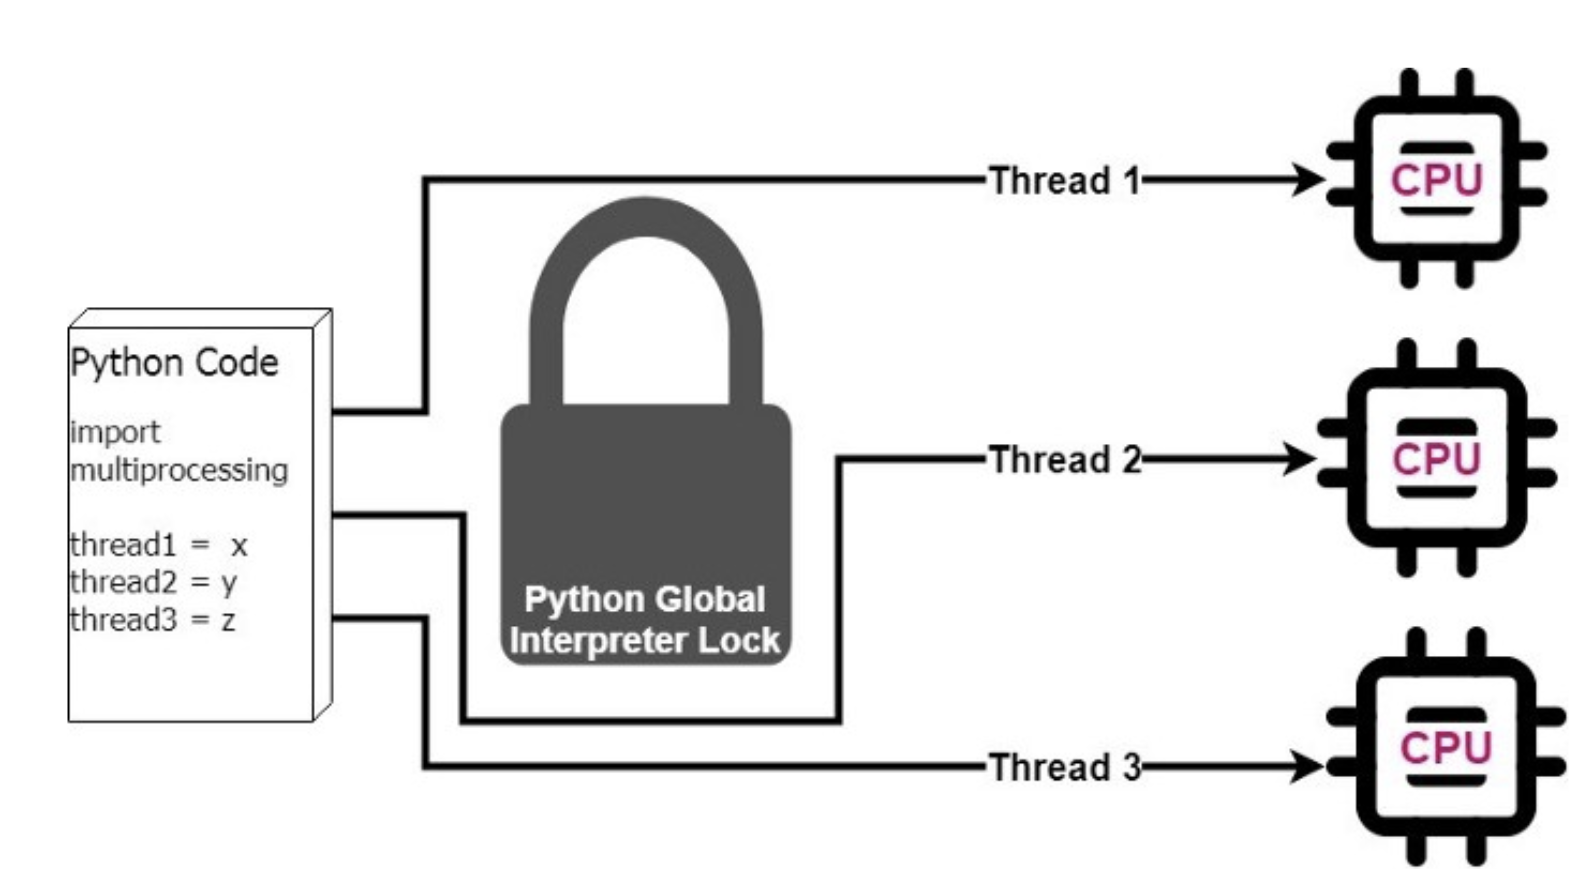 Python Code
import
multiprocessing
thread1 =  x
thread2 = y
thread3 = z
Python Global
Interpreter Lock
Thread 1
CPU
Thread 2
CPU
Thread 3
CPU